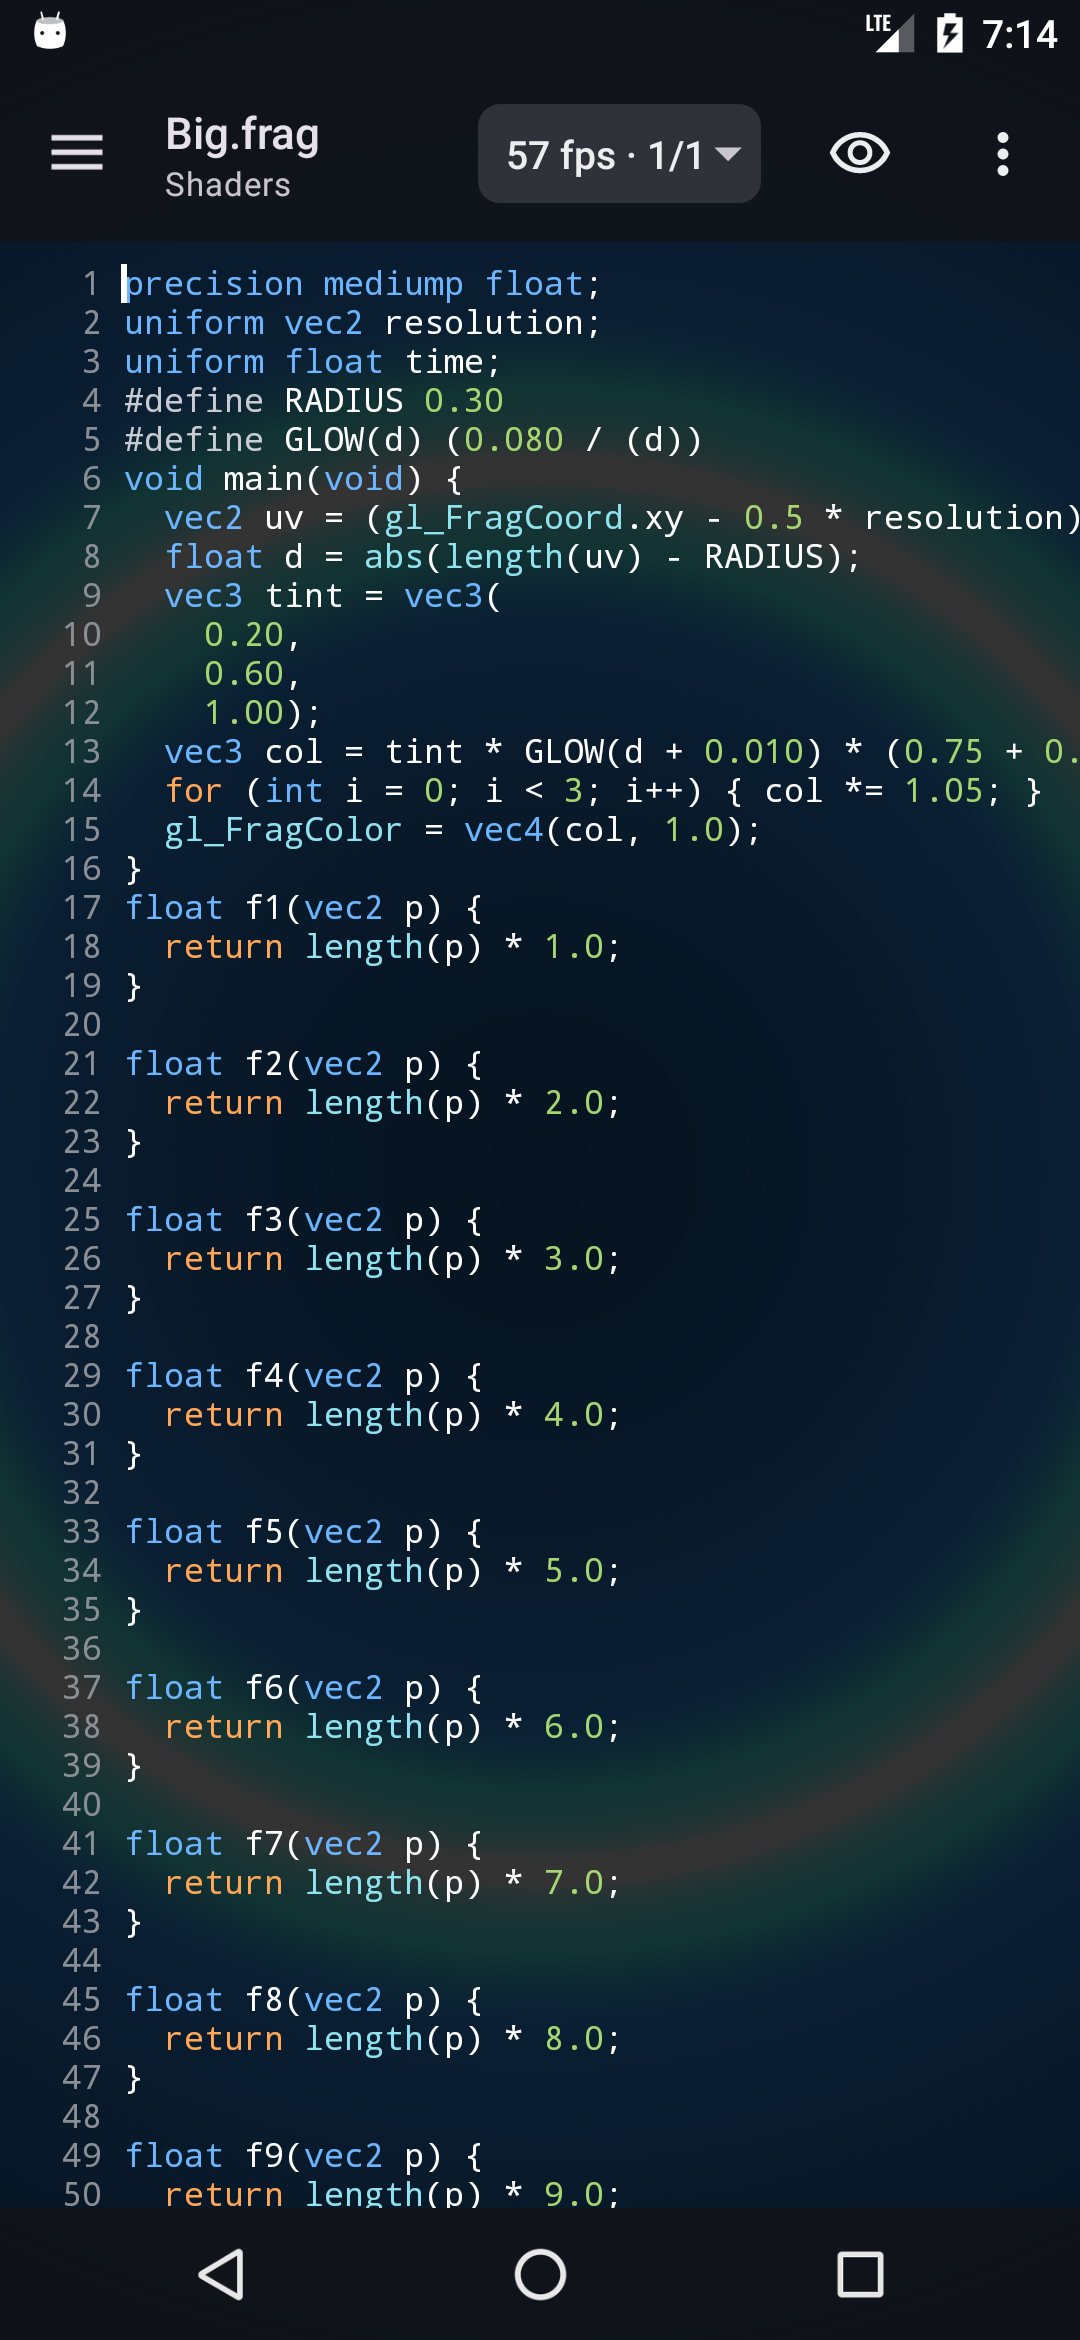 LTE 7:14
Big.frag
Shaders
57 fps · 1/1
1 precision mediump float;
2 uniform vec2 resolution;
3 uniform float time;
4 #define RADIUS 0.30
5 #define GLOW(d) (0.080 / (d))
6 void main(void) {
7   vec2 uv = (gl_FragCoord.xy - 0.5 * resolution)
8   float d = abs(length(uv) - RADIUS);
9   vec3 tint = vec3(
10     0.20,
11     0.60,
12     1.00);
13   vec3 col = tint * GLOW(d + 0.010) * (0.75 + 0.
14   for (int i = 0; i < 3; i++) { col *= 1.05; }
15   gl_FragColor = vec4(col, 1.0);
16 }
17 float f1(vec2 p) {
18   return length(p) * 1.0;
19 }
20
21 float f2(vec2 p) {
22   return length(p) * 2.0;
23 }
24
25 float f3(vec2 p) {
26   return length(p) * 3.0;
27 }
28
29 float f4(vec2 p) {
30   return length(p) * 4.0;
31 }
32
33 float f5(vec2 p) {
34   return length(p) * 5.0;
35 }
36
37 float f6(vec2 p) {
38   return length(p) * 6.0;
39 }
40
41 float f7(vec2 p) {
42   return length(p) * 7.0;
43 }
44
45 float f8(vec2 p) {
46   return length(p) * 8.0;
47 }
48
49 float f9(vec2 p) {
50   return length(p) * 9.0;